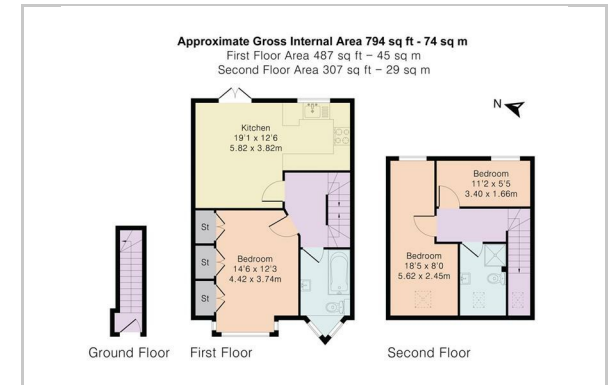 Approximate Gross Internal Area 794 sq ft - 74 sq m
First Floor Area 487 sq ft – 45 sq m
Second Floor Area 307 sq ft – 29 sq m
N
Kitchen
19'1 x 12'6
5.82 x 3.82m
Bedroom
11'2 x 5'5
3.40 x 1.66m
St
St
St
Bedroom
14'6 x 12'3
4.42 x 3.74m
Bedroom
18'5 x 8'0
5.62 x 2.45m
Ground Floor
First Floor
Second Floor